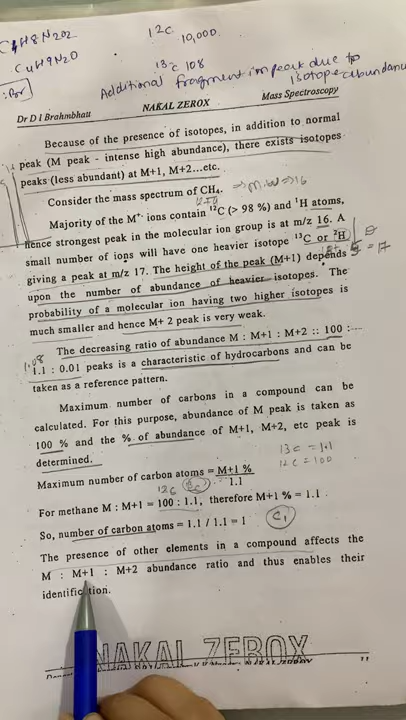 C4H8N2O2
12C 10,000
C4H9N2O
13C 108
Additional fragment ion peak due to
isotope abundance
:Br
Dr D I Brahmbhatt NAKAL ZEROX Mass Spectroscopy
Because of the presence of isotopes, in addition to normal
peak (M peak - intense high abundance), there exists isotopes
peaks (less abundant) at M+1, M+2...etc.
Consider the mass spectrum of CH4.
Majority of the M+· ions contain 12C (> 98 %) and 1H atoms,
hence strongest peak in the molecular ion group is at m/z 16. A
small number of ions will have one heavier isotope 13C or 2H
giving a peak at m/z 17. The height of the peak (M+1) depends
= 17
upon the number of abundance of heavier isotopes. The
probability of a molecular ion having two higher isotopes is
much smaller and hence M+ 2 peak is very weak.
The decreasing ratio of abundance M : M+1 : M+2 :: 100 :
1.08
1.1 : 0.01 peaks is a characteristic of hydrocarbons and can be
taken as a reference pattern.
Maximum number of carbons in a compound can be
calculated. For this purpose, abundance of M peak is taken as
100 % and the % of abundance of M+1, M+2, etc peak is
determined.
13C = 1.1
12C = 100
Maximum number of carbon atoms = M+1 %
1.1
12C
For methane M : M+1 = 100 : 1.1, therefore M+1 % = 1.1
So, number of carbon atoms = 1.1 / 1.1 = 1
C1
The presence of other elements in a compound affects the
M : M+1 : M+2 abundance ratio and thus enables their
identification.
NAKAL ZEROX
11